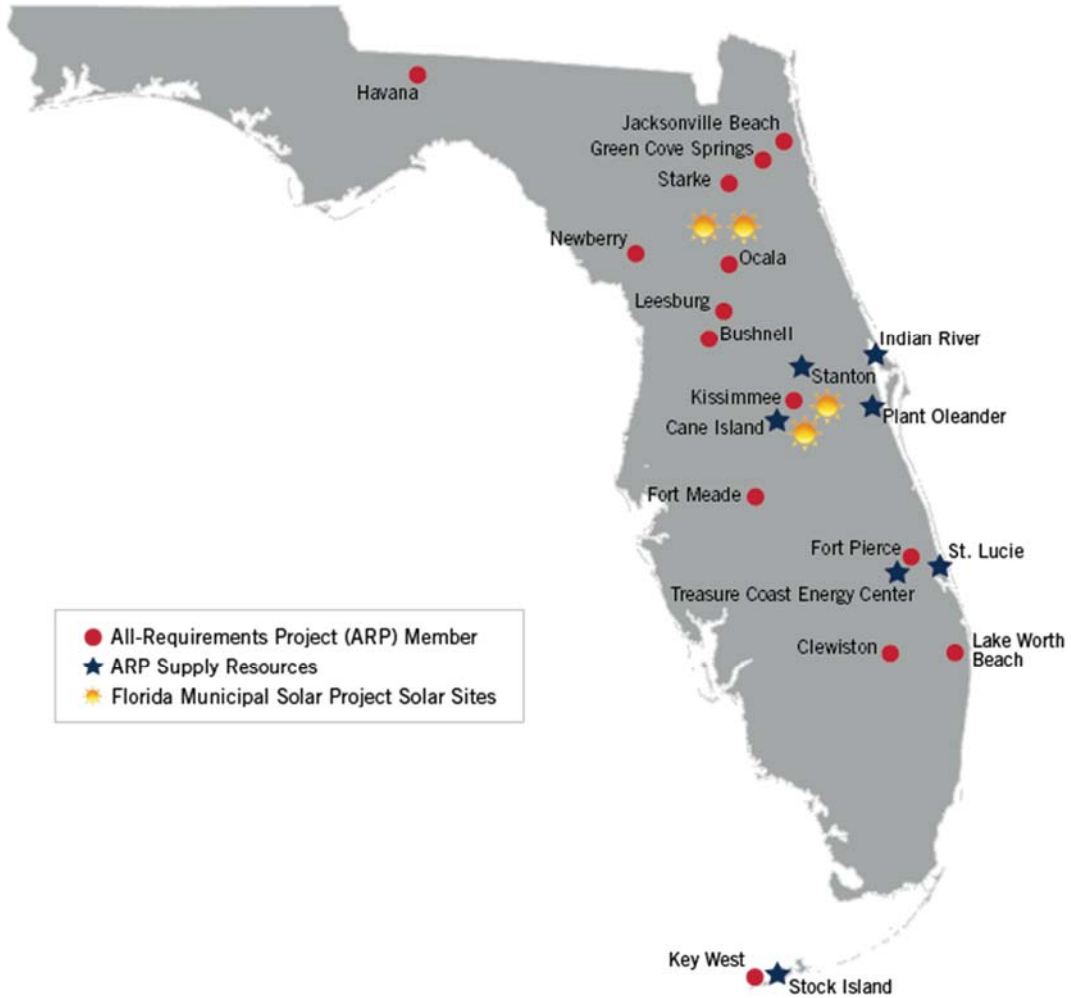 Havana
Jacksonville Beach
Green Cove Springs
Starke
Newberry
Ocala
Leesburg
Bushnell
Indian River
Stanton
Kissimmee
Plant Oleander
Cane Island
Fort Meade
Fort Pierce
St. Lucie
Treasure Coast Energy Center
Clewiston
Lake Worth
Beach
All-Requirements Project (ARP) Member
ARP Supply Resources
Florida Municipal Solar Project Solar Sites
Key West
Stock Island